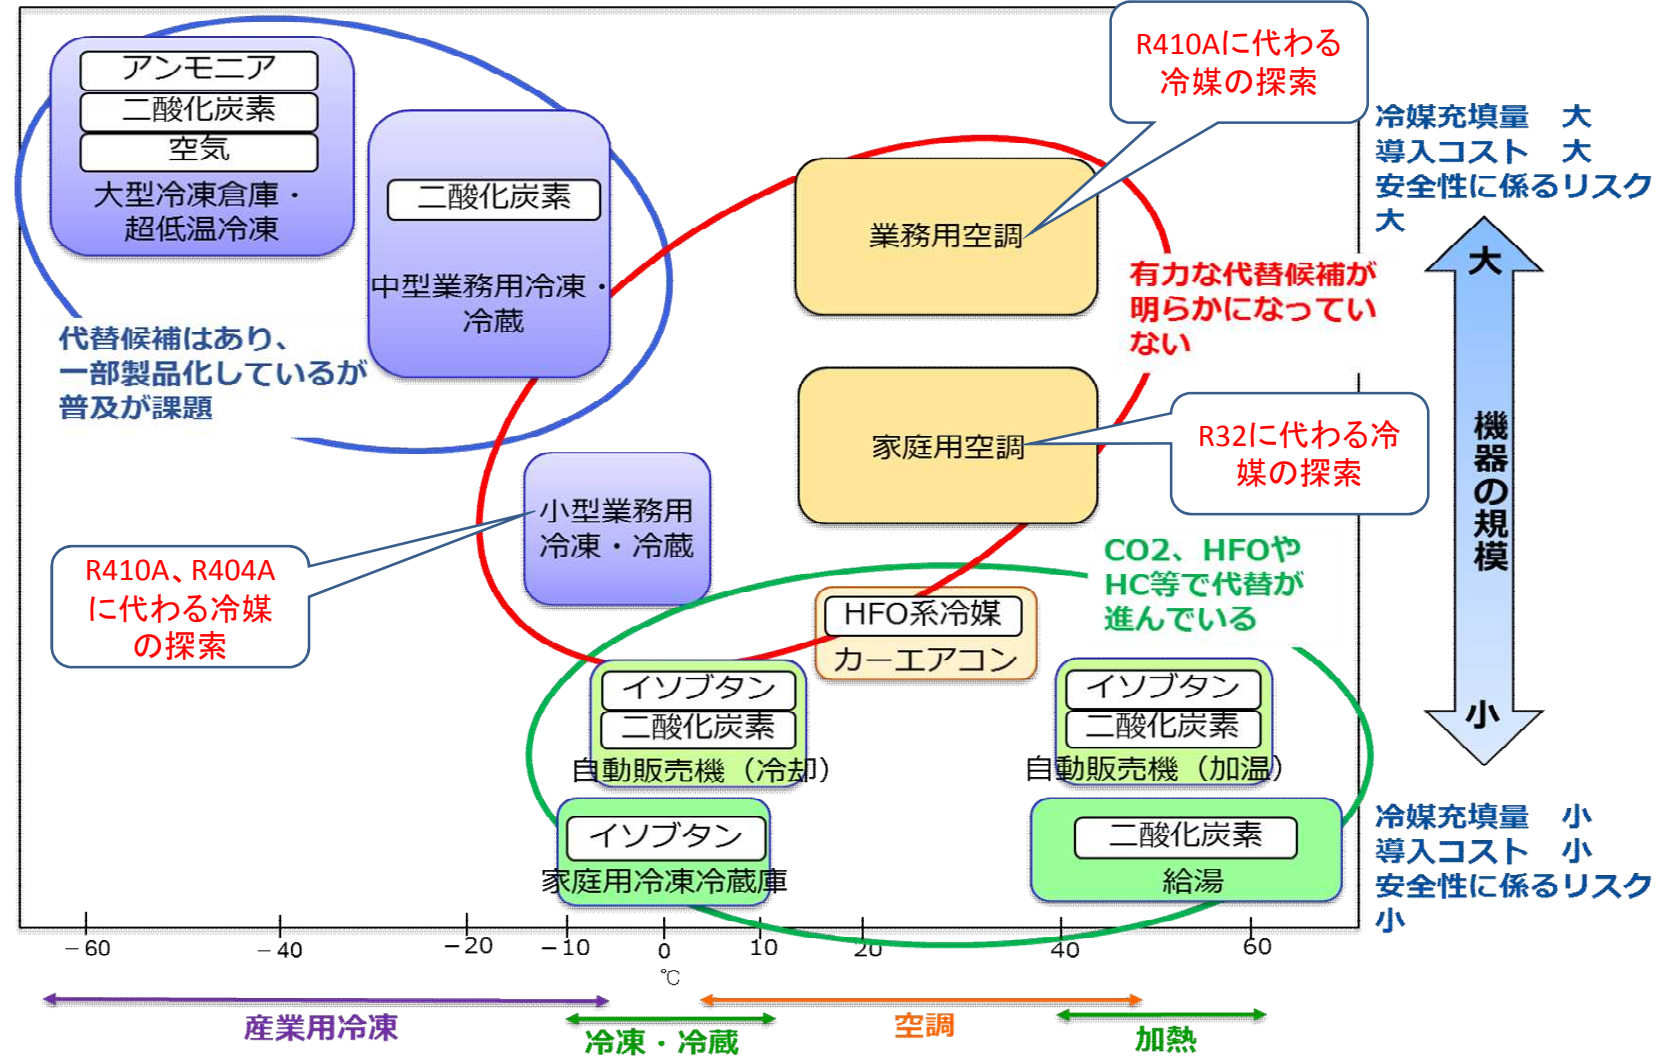 R410Aに代わる
冷媒の探索
アンモニア
二酸化炭素
空気
大型冷凍倉庫・
超低温冷凍
二酸化炭素
中型業務用冷凍・
冷蔵
業務用空調
冷媒充填量　大
導入コスト　大
安全性に係るリスク
大
大
有力な代替候補が
明らかになってい
ない
代替候補はあり、
一部製品化しているが
普及が課題
家庭用空調
R32に代わる冷
媒の探索
機器の規模
小型業務用
冷凍・冷蔵
R410A、R404A
に代わる冷媒
の探索
CO2、HFOや
HC等で代替が
進んでいる
HFO系冷媒
カーエアコン
イソブタン
二酸化炭素
自動販売機（冷却）
イソブタン
二酸化炭素
自動販売機（加温）
小
イソブタン
家庭用冷凍冷蔵庫
二酸化炭素
給湯
冷媒充填量　小
導入コスト　小
安全性に係るリスク
小
－60
－40
－20
－10
0
10
20
40
60
℃
産業用冷凍
冷凍・冷蔵
空調
加熱